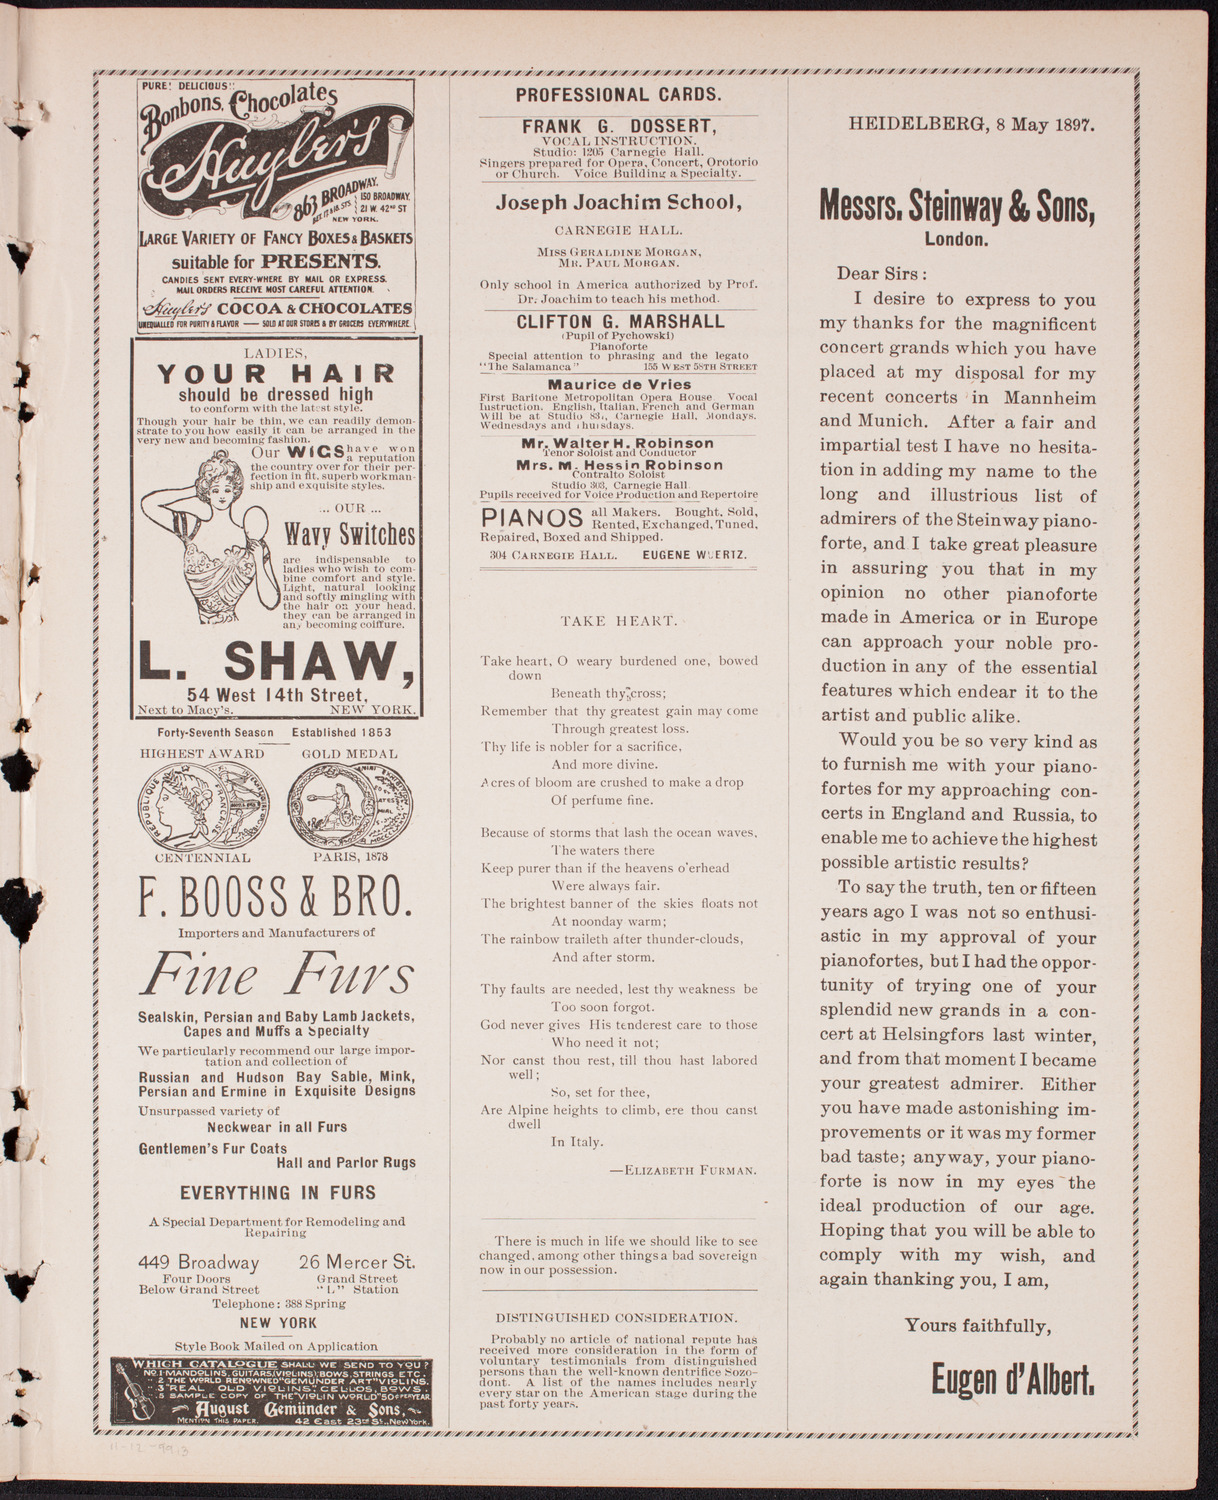 PURE! DELICIOUS!!
Bonbons, Chocolates
Huyler's
863 BROADWAY.
150 BROADWAY
21 W. 42ND ST
NEW YORK.
LARGE VARIETY OF FANCY BOXES & BASKETS
suitable for PRESENTS.
CANDIES SENT EVERY-WHERE BY MAIL OR EXPRESS.
MAIL ORDERS RECEIVE MOST CAREFUL ATTENTION.
Huyler's COCOA & CHOCOLATES
UNEQUALLED FOR PURITY & FLAVOR — SOLD AT OUR STORES & BY GROCERS EVERYWHERE.
LADIES,
YOUR HAIR
should be dressed high
to conform with the latest style.
Though your hair be thin, we can readily demon-
strate to you how easily it can be arranged in the
very new and becoming fashion.
Our WIGS have won
a reputation
the country over for their per-
fection in fit, superb workman-
ship and exquisite styles.
... OUR ...
Wavy Switches
are indispensable to
ladies who wish to com-
bine comfort and style.
Light, natural looking
and softly mingling with
the hair on your head,
they can be arranged in
any becoming coiffure.
L. SHAW,
54 West 14th Street,
Next to Macy's. NEW YORK.
Forty-Seventh Season Established 1853
HIGHEST AWARD GOLD MEDAL
REPUBLIQUE FRANCAISE
CENTENNIAL PARIS, 1878
F. BOOSS & BRO.
Importers and Manufacturers of
Fine Furs
Sealskin, Persian and Baby Lamb Jackets,
Capes and Muffs a Specialty
We particularly recommend our large impor-
tation and collection of
Russian and Hudson Bay Sable, Mink,
Persian and Ermine in Exquisite Designs
Unsurpassed variety of
Neckwear in all Furs
Gentlemen's Fur Coats
Hall and Parlor Rugs
EVERYTHING IN FURS
A Special Department for Remodeling and
Repairing
449 Broadway 26 Mercer St.
Four Doors Grand Street
Below Grand Street "L" Station
Telephone: 388 Spring
NEW YORK
Style Book Mailed on Application
WHICH CATALOGUE SHALL WE SEND TO YOU?
NO. 1 MANDOLINS, GUITARS, (VIOLINS), BOWS, STRINGS ETC.
" 2 THE WORLD RENOWNED "GEMÜNDER ART" VIOLINS.
" 3 "REAL OLD VIOLINS", CELLOS, BOWS.
" 5 SAMPLE COPY OF THE "VIOLIN WORLD" 50¢ PER YEAR
August Gemünder & Sons,
MENTION THIS PAPER. 42 East 23rd St., New York.
PROFESSIONAL CARDS.
FRANK G. DOSSERT,
VOCAL INSTRUCTION.
Studio: 1205 Carnegie Hall.
Singers prepared for Opera, Concert, Orotorio
or Church. Voice Building a Specialty.
Joseph Joachim School,
CARNEGIE HALL.
MISS GERALDINE MORGAN,
MR. PAUL MORGAN.
Only school in America authorized by Prof.
Dr. Joachim to teach his method.
CLIFTON G. MARSHALL
(Pupil of Pychowski)
Pianoforte
Special attention to phrasing and the legato
"The Salamanca" 155 WEST 58TH STREET
Maurice de Vries
First Baritone Metropolitan Opera House Vocal
Instruction. English, Italian, French and German
Will be at Studio Carnegie Hall, Mondays.
Wednesdays and Thursdays.
Mr. Walter H. Robinson
Tenor Soloist and Conductor
Mrs. M. Hessin Robinson
Contralto Soloist
Studio 303, Carnegie Hall
Pupils received for Voice Production and Repertoire
PIANOS all Makers. Bought, Sold,
Rented, Exchanged, Tuned,
Repaired, Boxed and Shipped.
304 CARNEGIE HALL. EUGENE WUERTZ.
TAKE HEART.
Take heart, O weary burdened one, bowed
down
Beneath thy cross;
Remember that thy greatest gain may come
Through greatest loss.
Thy life is nobler for a sacrifice,
And more divine.
Acres of bloom are crushed to make a drop
Of perfume fine.
Because of storms that lash the ocean waves,
The waters there
Keep purer than if the heavens o'erhead
Were always fair.
The brightest banner of the skies floats not
At noonday warm;
The rainbow traileth after thunder-clouds,
And after storm.
Thy faults are needed, lest thy weakness be
Too soon forgot.
God never gives His tenderest care to those
Who need it not;
Nor canst thou rest, till thou hast labored
well;
So, set for thee,
Are Alpine heights to climb, ere thou canst
dwell
In Italy.
—ELIZABETH FURMAN.
There is much in life we should like to see
changed, among other things a bad sovereign
now in our possession.
DISTINGUISHED CONSIDERATION.
Probably no article of national repute has
received more consideration in the form of
voluntary testimonials from distinguished
persons than the well-known dentrifice Sozo-
dont. A list of the names includes nearly
every star on the American stage during the
past forty years.
HEIDELBERG, 8 May 1897.
Messrs. Steinway & Sons,
London.
Dear Sirs:
I desire to express to you
my thanks for the magnificent
concert grands which you have
placed at my disposal for my
recent concerts in Mannheim
and Munich. After a fair and
impartial test I have no hesita-
tion in adding my name to the
long and illustrious list of
admirers of the Steinway piano-
forte, and I take great pleasure
in assuring you that in my
opinion no other pianoforte
made in America or in Europe
can approach your noble pro-
duction in any of the essential
features which endear it to the
artist and public alike.
Would you be so very kind as
to furnish me with your piano-
fortes for my approaching con-
certs in England and Russia, to
enable me to achieve the highest
possible artistic results?
To say the truth, ten or fifteen
years ago I was not so enthusi-
astic in my approval of your
pianofortes, but I had the oppor-
tunity of trying one of your
splendid new grands in a con-
cert at Helsingfors last winter,
and from that moment I became
your greatest admirer. Either
you have made astonishing im-
provements or it was my former
bad taste; anyway, your piano-
forte is now in my eyes the
ideal production of our age.
Hoping that you will be able to
comply with my wish, and
again thanking you, I am,
Yours faithfully,
Eugen d'Albert.